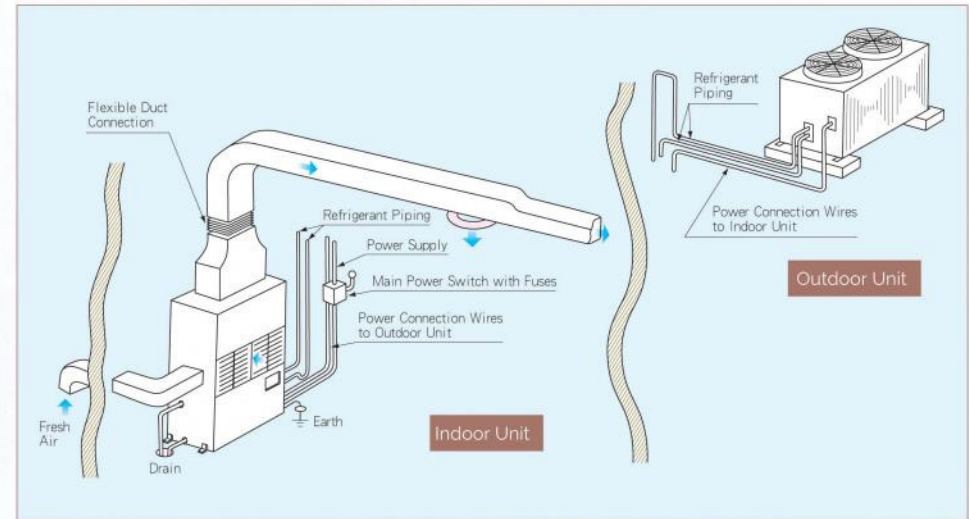 Flexible Duct
Connection
Refrigerant Piping
Power Supply
Main Power Switch with Fuses
Power Connection Wires
to Outdoor Unit
Earth
Fresh
Air
Drain
Indoor Unit
Refrigerant
Piping
Power Connection Wires
to Indoor Unit
Outdoor Unit